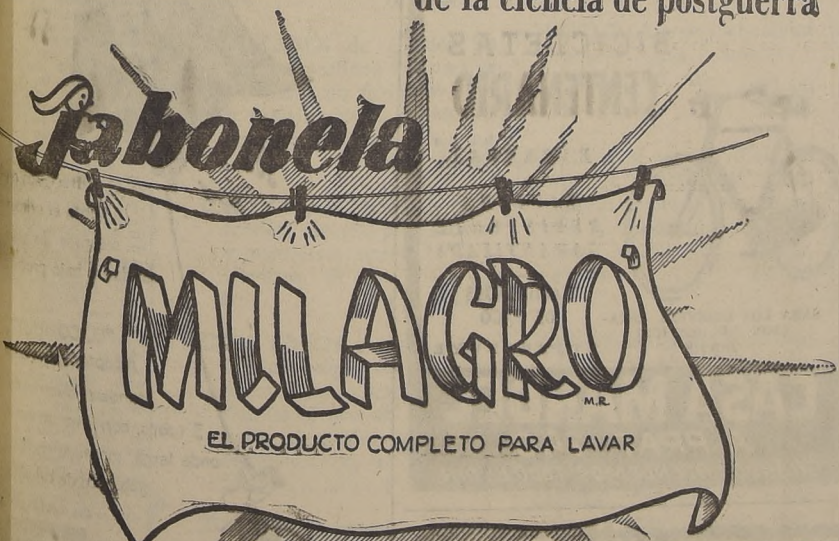 de la ciencia de postguerra
Jabonela
"MILAGRO"
M.R.
EL PRODUCTO COMPLETO PARA LAVAR